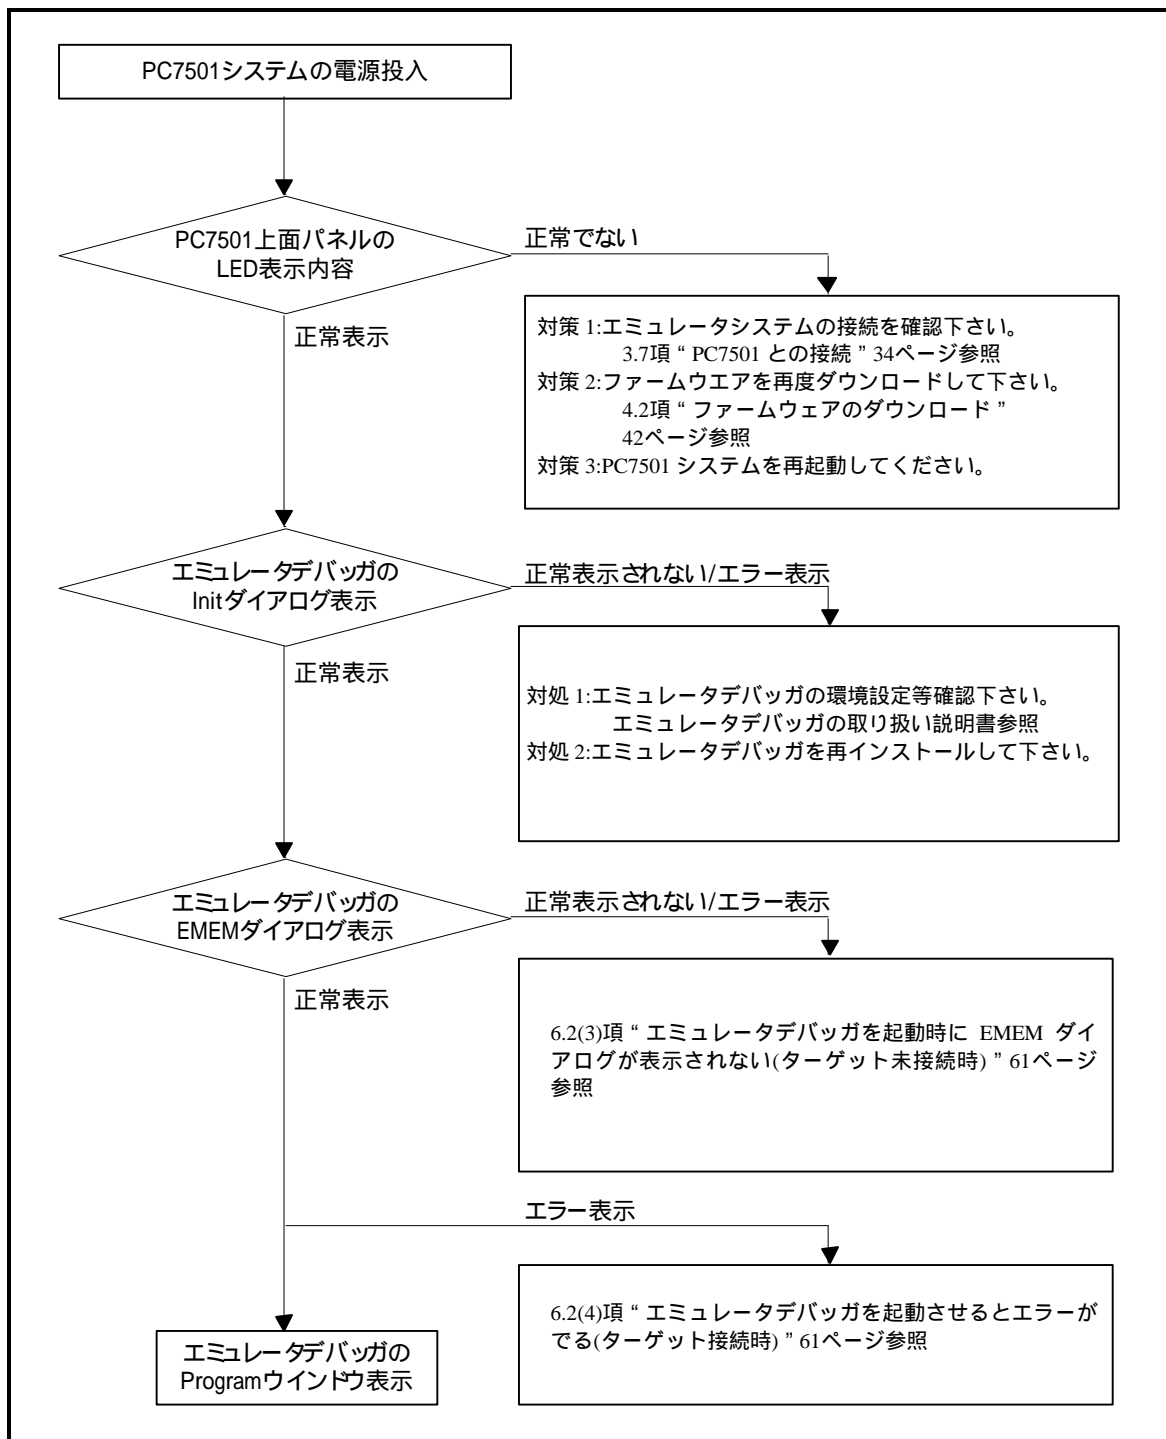 PC7501システムの電源投入
PC7501上面パネルの
LED表示内容
正常でない
正常表示
対策 1:エミュレータシステムの接続を確認下さい。
3.7項 “ PC7501 との接続 ” 34ページ参照
対策 2:ファームウエアを再度ダウンロードして下さい。
4.2項 “ ファームウェアのダウンロード ”
42ページ参照
対策 3:PC7501 システムを再起動してください。
エミュレータデバッガの
Initダイアログ表示
正常表示されない/エラー表示
正常表示
対処 1:エミュレータデバッガの環境設定等確認下さい。
エミュレータデバッガの取り扱い説明書参照
対処 2:エミュレータデバッガを再インストールして下さい。
エミュレータデバッガの
EMEMダイアログ表示
正常表示されない/エラー表示
正常表示
6.2(3)項 “ エミュレータデバッガを起動時に EMEM ダイ
アログが表示されない(ターゲット未接続時) ” 61ページ
参照
エラー表示
6.2(4)項 “ エミュレータデバッガを起動させるとエラーが
でる(ターゲット接続時) ” 61ページ参照
エミュレータデバッガの
Programウインドウ表示